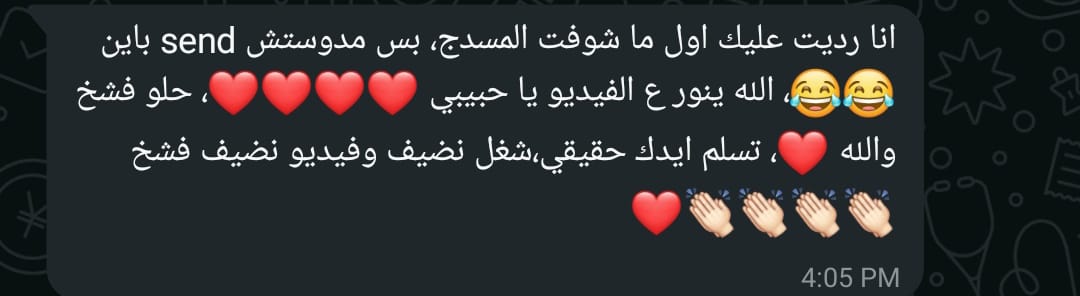 انا رديت عليك اول ما شوفت المسدج، بس مدوستش send باين
😂😂، الله ينور ع الفيديو يا حبيبي ❤️❤️❤️❤️، حلو فشخ
والله ❤️، تسلم ايدك حقيقي،شغل نضيف وفيديو نضيف فشخ
👏🏻👏🏻👏🏻👏🏻❤️
4:05 PM